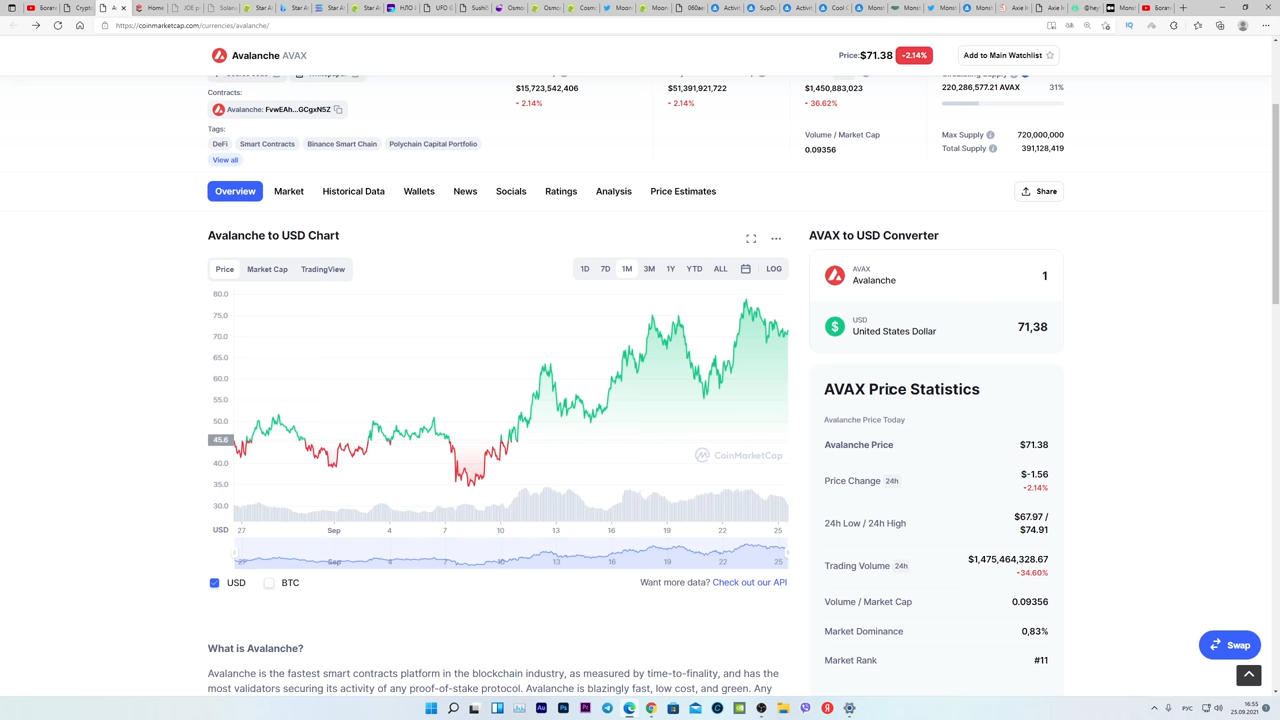 https://coinmarketcap.com/currencies/avalanche/
Avalanche AVAX
Price:$71.38 -2.14% Add to Main Watchlist
Contracts:
Avalanche: FvwEAh...GCgxN5Z
Tags:
DeFi Smart Contracts Binance Smart Chain Polychain Capital Portfolio
View all
$15,723,542,406
- 2.14%
$51,391,921,722
- 2.14%
$1,450,883,023
- 36.62%
Volume / Market Cap
0.09356
220,286,577.21 AVAX 31%
Max Supply 720,000,000
Total Supply 391,128,419
Overview Market Historical Data Wallets News Socials Ratings Analysis Price Estimates Share
Avalanche to USD Chart
Price Market Cap TradingView
1D 7D 1M 3M 1Y YTD ALL LOG
80.0
75.0
70.0
65.0
60.0
55.0
50.0
45.6
40.0
35.0
30.0
CoinMarketCap
USD 27 Sep 4 7 10 13 16 19 22 25
27 Sep 4 7 10 13 16 19 22 25
USD BTC
Want more data? Check out our API
What is Avalanche?
Avalanche is the fastest smart contracts platform in the blockchain industry, as measured by time-to-finality, and has the
most validators securing its activity of any proof-of-stake protocol. Avalanche is blazingly fast, low cost, and green. Any
AVAX to USD Converter
AVAX
Avalanche 1
USD
United States Dollar 71,38
AVAX Price Statistics
Avalanche Price Today
Avalanche Price $71.38
Price Change 24h $-1.56
-2.14%
24h Low / 24h High $67.97 /
$74.91
Trading Volume 24h $1,475,464,328.67
-34.60%
Volume / Market Cap 0.09356
Market Dominance 0,83%
Market Rank #11
Swap
РУС
16:55
25.09.2021